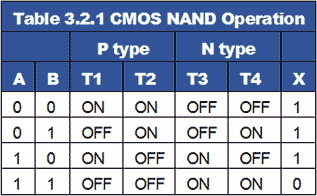 Table 3.2.1 CMOS NAND Operation
P type N type
A B T1 T2 T3 T4 X
0 0 ON ON OFF OFF 1
0 1 OFF ON OFF ON 1
1 0 ON OFF ON OFF 1
1 1 OFF OFF ON ON 0